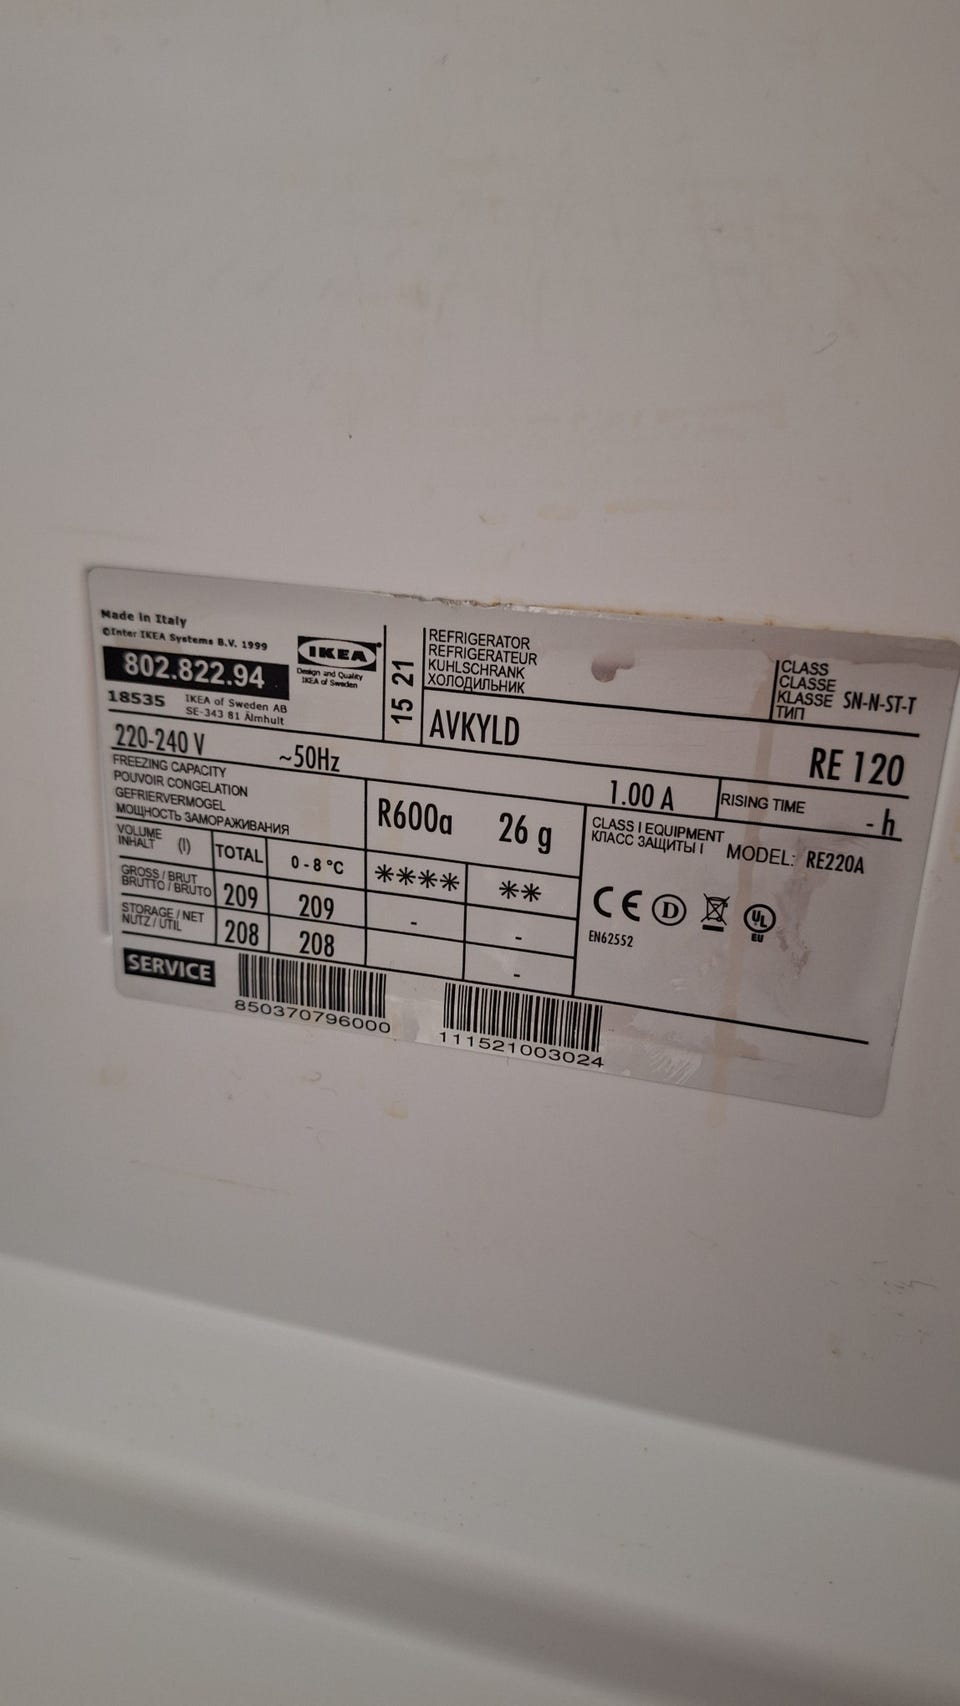 Made in Italy
©Inter IKEA Systems B.V. 1999
802.822.94
18535
IKEA of Sweden AB
SE-343 81 Älmhult
IKEA®
Design and Quality
IKEA of Sweden
15 21
REFRIGERATOR
REFRIGERATEUR
KUHLSCHRANK
ХОЛОДИЛЬНИК
CLASS
CLASSE
KLASSE SN-N-ST-T
ТИП
AVKYLD
RE 120
220-240 V ~50Hz
1.00 A
RISING TIME - h
FREEZING CAPACITY
POUVOIR CONGELATION
GEFRIERVERMOGEL
МОЩНОСТЬ ЗАМОРАЖИВАНИЯ
R600a 26 g
CLASS I EQUIPMENT
КЛАСС ЗАЩИТЫ I
MODEL: RE220A
VOLUME
INHALT (l)
TOTAL 0 - 8 °C **** **
GROSS / BRUT
BRUTTO / BRUTO
209 209 - -
STORAGE / NET
NUTZ / UTIL
208 208 -
CE D UL
EU
EN62552
SERVICE
850370796000
111521003024